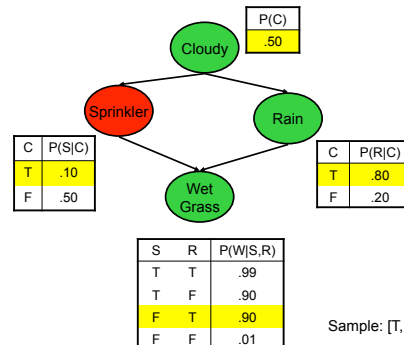 P(C)
.50
Cloudy
Sprinkler
Rain
C P(S|C)
T .10
F .50
C P(R|C)
T .80
F .20
Wet
Grass
S R P(W|S,R)
T T .99
T F .90
F T .90
F F .01
Sample: [T,